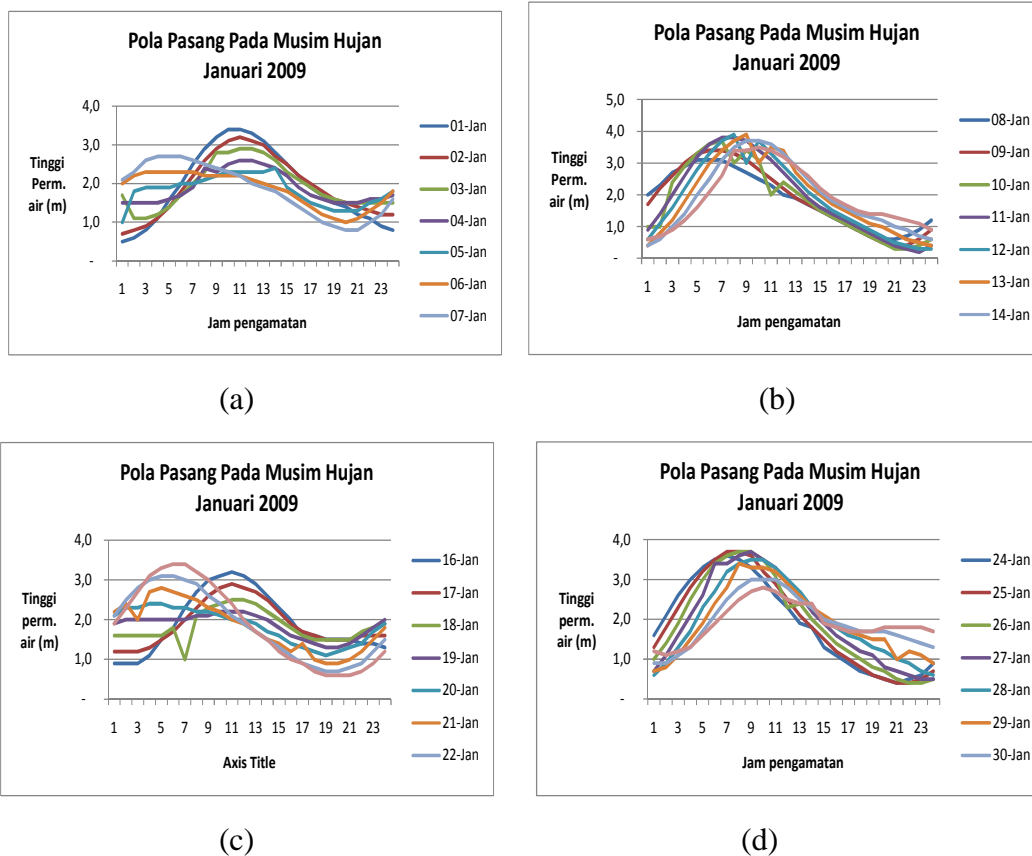 Pola Pasang Pada Musim Hujan
Januari 2009
Tinggi
Perm.
air (m)
4,0
3,0
2,0
1,0
-
1 3 5 7 9 11 13 15 17 19 21 23
Jam pengamatan
01-Jan
02-Jan
03-Jan
04-Jan
05-Jan
06-Jan
07-Jan
(a)
Pola Pasang Pada Musim Hujan
Januari 2009
Tinggi
Perm.
air (m)
5,0
4,0
3,0
2,0
1,0
-
1 3 5 7 9 11 13 15 17 19 21 23
Jam pengamatan
08-Jan
09-Jan
10-Jan
11-Jan
12-Jan
13-Jan
14-Jan
(b)
Pola Pasang Pada Musim Hujan
Januari 2009
Tinggi
perm.
air (m)
4,0
3,0
2,0
1,0
-
1 3 5 7 9 11 13 15 17 19 21 23
Axis Title
16-Jan
17-Jan
18-Jan
19-Jan
20-Jan
21-Jan
22-Jan
(c)
Pola Pasang Pada Musim Hujan
Januari 2009
Tinggi
perm.
air (m)
4,0
3,0
2,0
1,0
-
1 3 5 7 9 11 13 15 17 19 21 23
Jam pengamatan
24-Jan
25-Jan
26-Jan
27-Jan
28-Jan
29-Jan
30-Jan
(d)